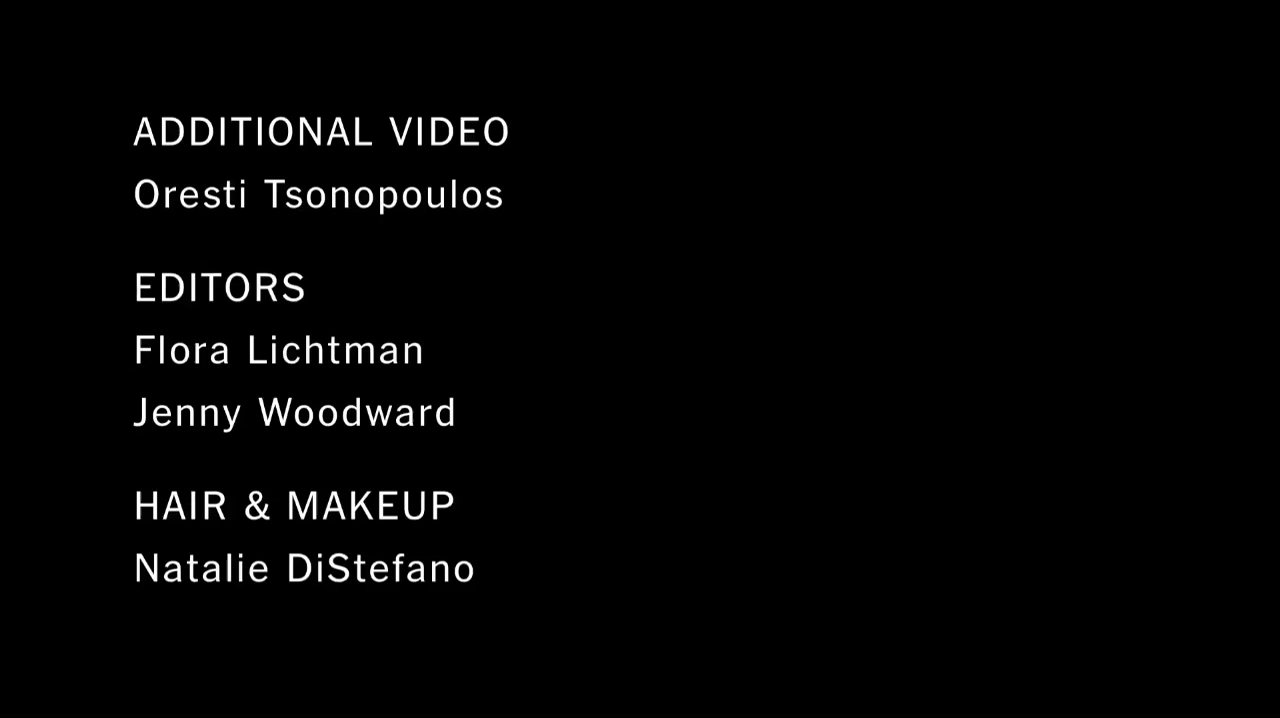 ADDITIONAL VIDEO
Oresti Tsonopoulos
EDITORS
Flora Lichtman
Jenny Woodward
HAIR & MAKEUP
Natalie DiStefano